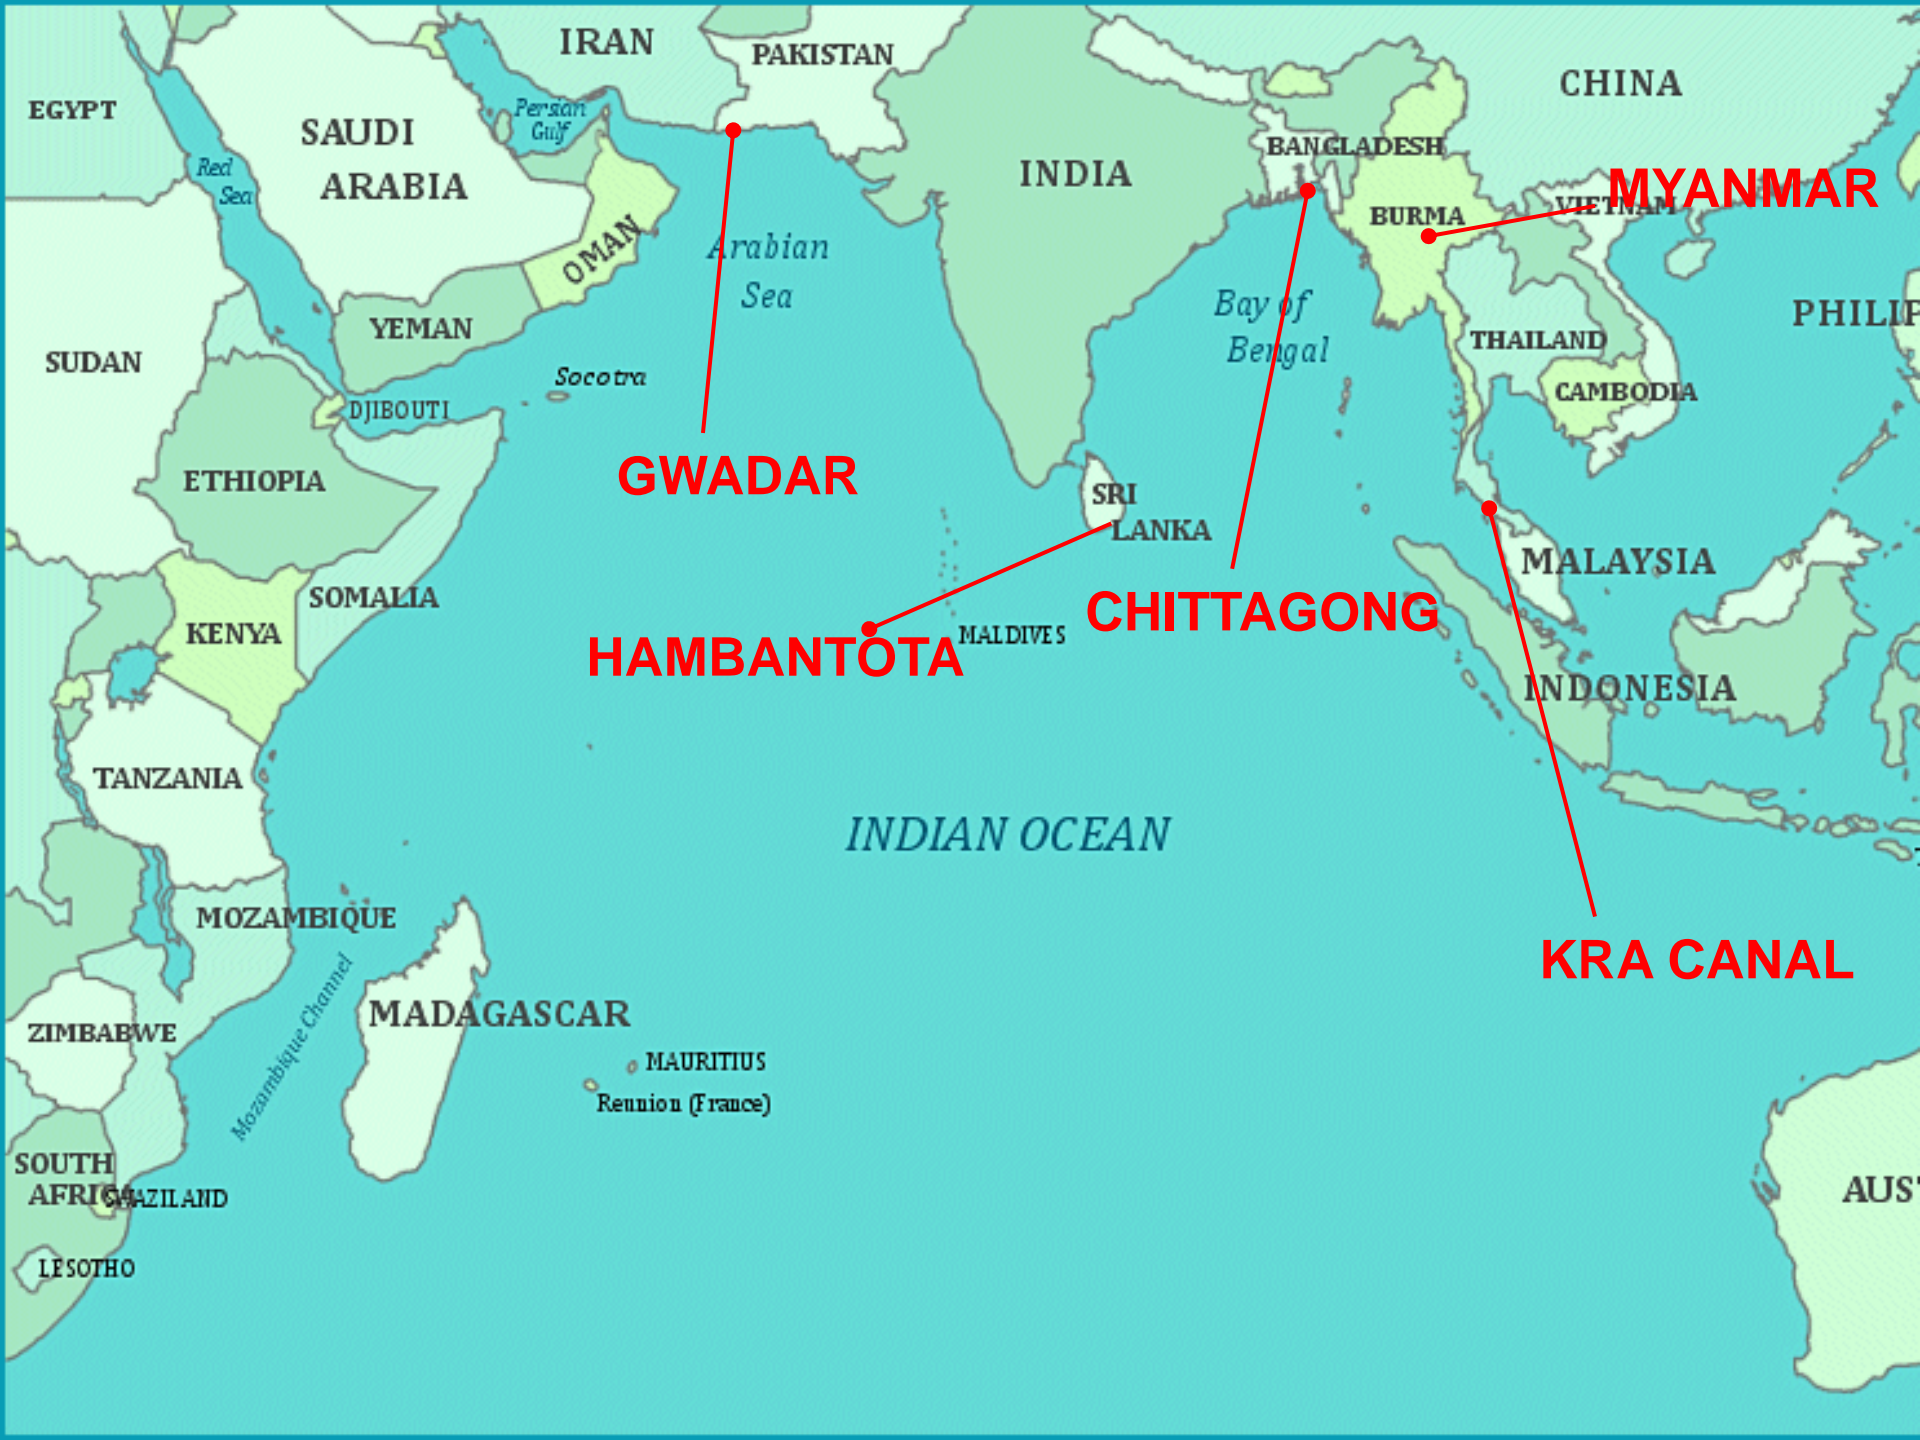 IRAN
PAKISTAN
CHINA
EGYPT
Persian
Gulf
SAUDI
ARABIA
BANGLADESH
INDIA
Red
Sea
MYANMAR
VIETNAM
BURMA
OMAN
Arabian
Sea
Bay of
Bengal
PHILIP
YEMEN
THAILAND
SUDAN
Socotra
CAMBODIA
DJIBOUTI
GWADAR
ETHIOPIA
SRI
LANKA
MALAYSIA
SOMALIA
CHITTAGONG
KENYA
MALDIVES
HAMBANTOTA
INDONESIA
TANZANIA
INDIAN OCEAN
MOZAMBIQUE
KRA CANAL
Mozambique Channel
MADAGASCAR
ZIMBABWE
MAURITIUS
Reunion (France)
SOUTH
AFRICA
SWAZILAND
AUST
LESOTHO